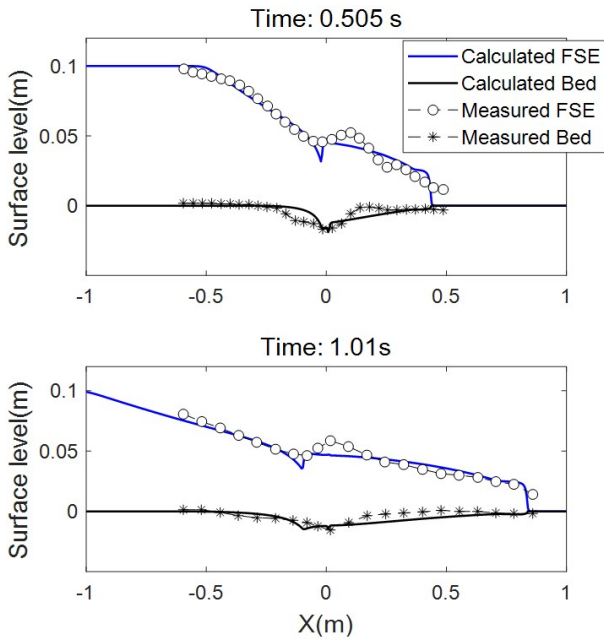 Time: 0.505 s
Surface level(m)
0.1
0.05
0
-1
-0.5
0
0.5
1
Calculated FSE
Calculated Bed
Measured FSE
Measured Bed
Time: 1.01s
Surface level(m)
0.1
0.05
0
-1
-0.5
0
0.5
1
X(m)